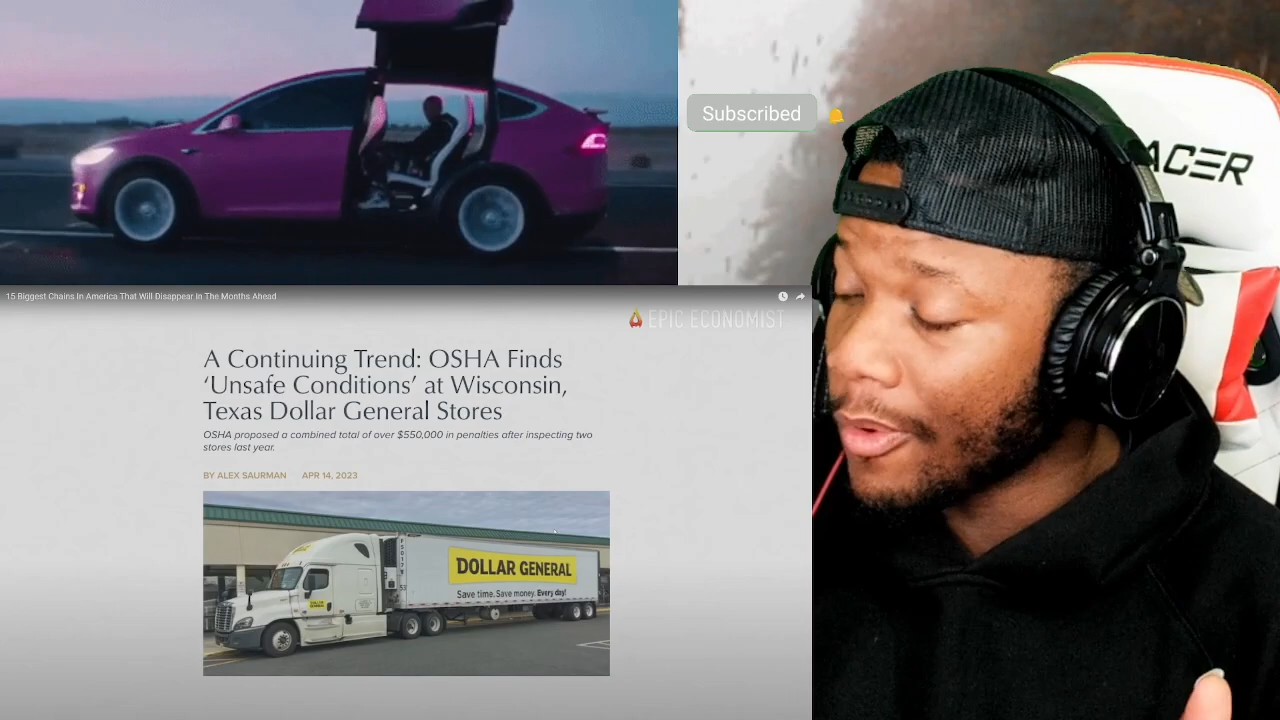 Subscribed
ACER
15 Biggest Chains In America That Will Disappear In The Months Ahead
EPIC ECONOMIST
A Continuing Trend: OSHA Finds
‘Unsafe Conditions’ at Wisconsin,
Texas Dollar General Stores
OSHA proposed a combined total of over $550,000 in penalties after inspecting two
stores last year.
BY ALEX SAURMAN APR 14, 2023
DOLLAR GENERAL
Save time. Save money. Every day!